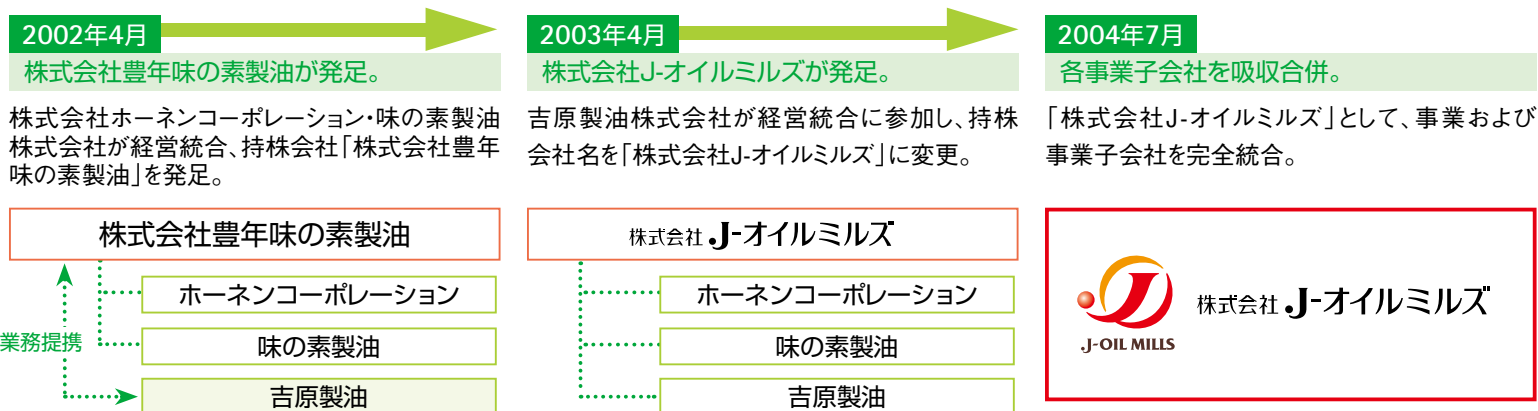 2002年4月
株式会社豊年味の素製油が発足。
株式会社ホーネンコーポレーション・味の素製油
株式会社が経営統合、持株会社「株式会社豊年
味の素製油」を発足。
株式会社豊年味の素製油
ホーネンコーポレーション
業務提携
味の素製油
吉原製油
2003年4月
株式会社J-オイルミルズが発足。
吉原製油株式会社が経営統合に参加し、持株
会社名を「株式会社J-オイルミルズ」に変更。
株式会社 J-オイルミルズ
ホーネンコーポレーション
味の素製油
吉原製油
2004年7月
各事業子会社を吸収合併。
「株式会社J-オイルミルズ」として、事業および
事業子会社を完全統合。
株式会社 J-オイルミルズ
J-OIL MILLS